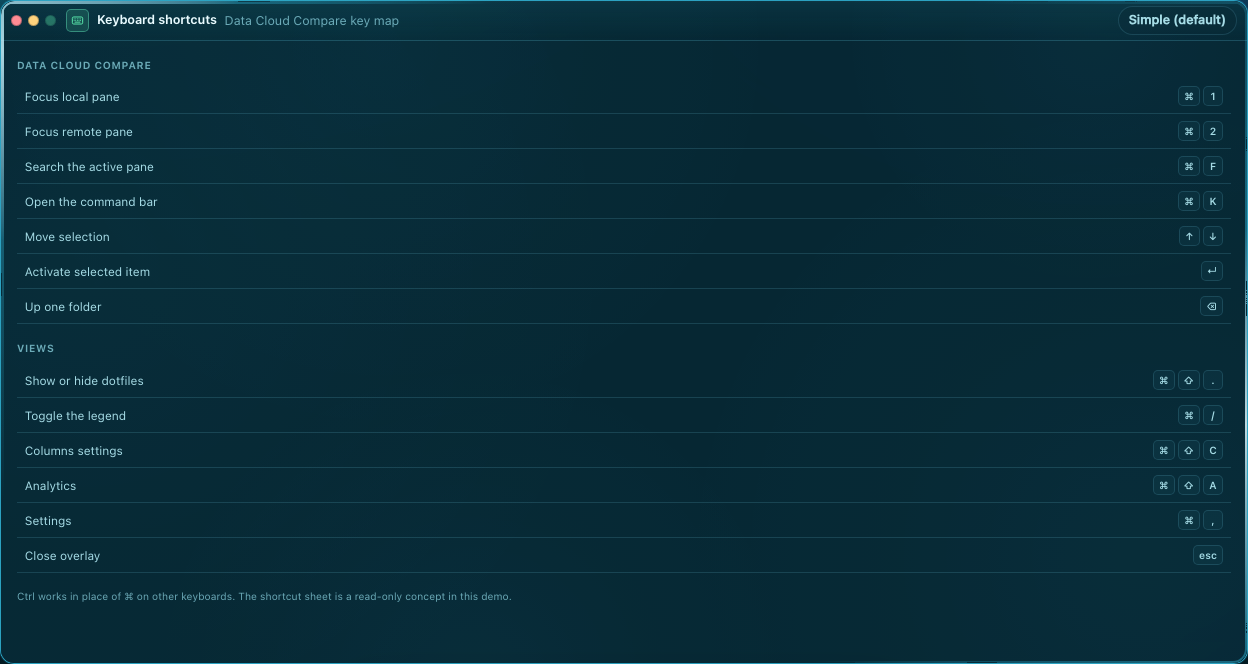 Keyboard shortcuts Data Cloud Compare key map Simple (default)
DATA CLOUD COMPARE
Focus local pane ⌘ 1
Focus remote pane ⌘ 2
Search the active pane ⌘ F
Open the command bar ⌘ K
Move selection ↑ ↓
Activate selected item ↵
Up one folder ⌫
VIEWS
Show or hide dotfiles ⌘ ⇧ .
Toggle the legend ⌘ /
Columns settings ⌘ ⇧ C
Analytics ⌘ ⇧ A
Settings ⌘ ,
Close overlay esc
Ctrl works in place of ⌘ on other keyboards. The shortcut sheet is a read-only concept in this demo.